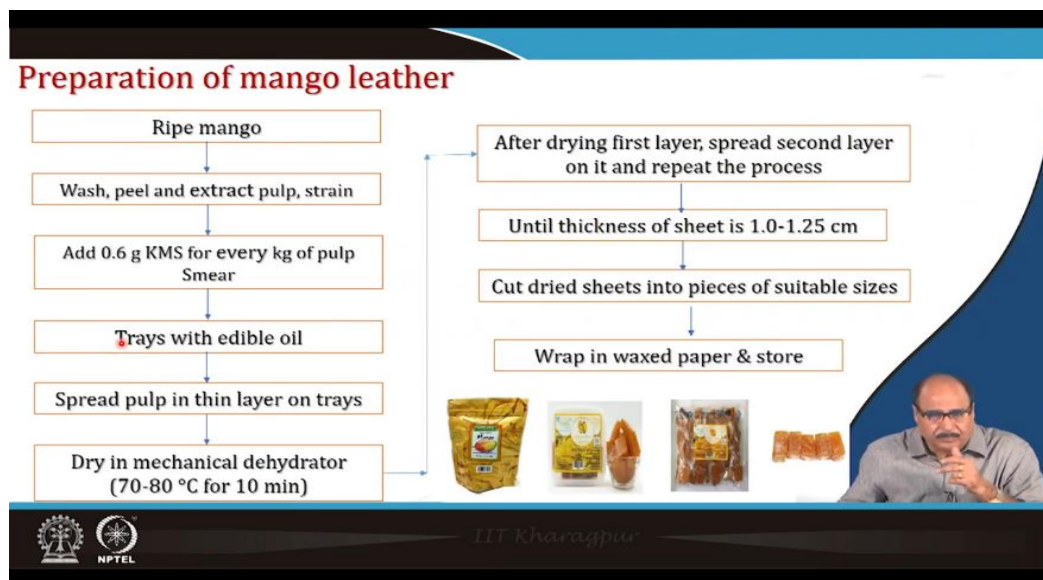 Preparation of mango leather
Ripe mango
Wash, peel and extract pulp, strain
Add 0.6 g KMS for every kg of pulp
Smear
Trays with edible oil
Spread pulp in thin layer on trays
Dry in mechanical dehydrator
(70-80 °C for 10 min)
After drying first layer, spread second layer
on it and repeat the process
Until thickness of sheet is 1.0-1.25 cm
Cut dried sheets into pieces of suitable sizes
Wrap in waxed paper & store
NPTEL
IIT Kharagpur